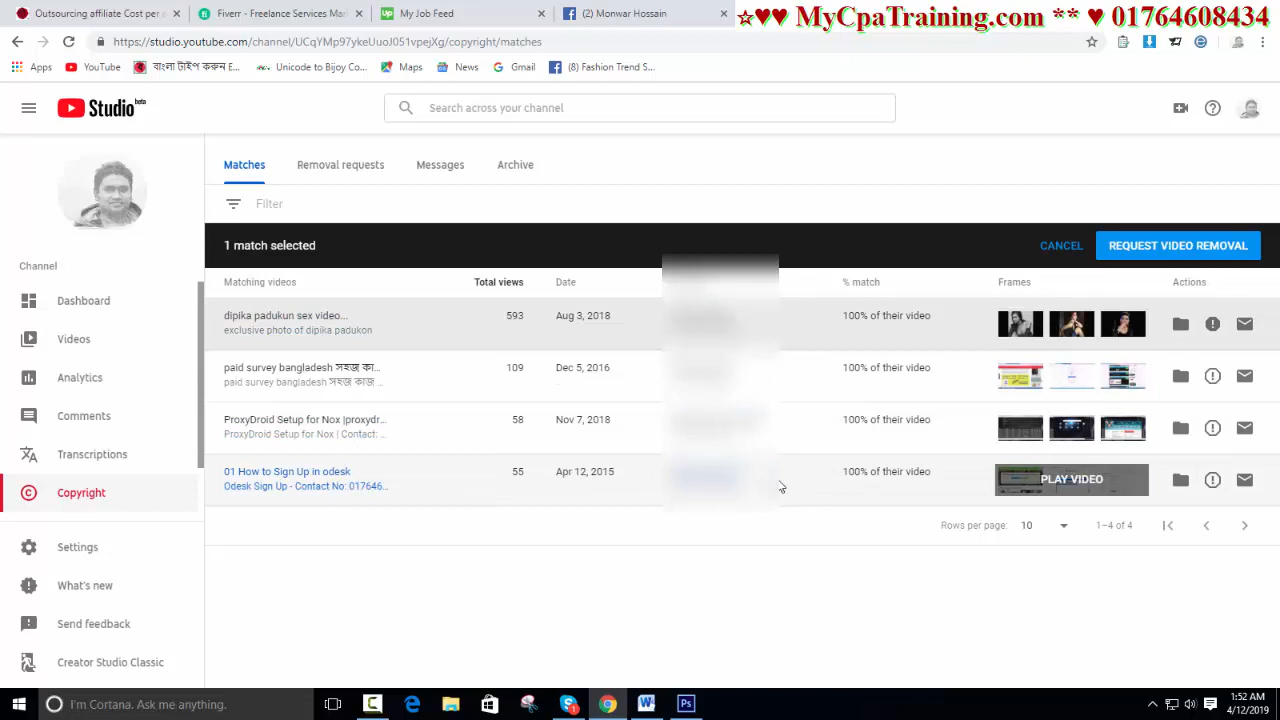 Outsourcing affiliate Cost per
Fiverr - Freelance Services Mar
My Job Feed
(2) Monwar Hossain
☆♥♥ MyCpaTraining.com ** ♥ 01764608434
https://studio.youtube.com/channel/UCqYMp97ykeUuoJ051vpejXg/copyright/matches
Apps
YouTube
বাংলা টাইপ করুন E...
Unicode to Bijoy Co...
Maps
News
Gmail
(8) Fashion Trend S...
Studio beta
Search across your channel
Matches
Removal requests
Messages
Archive
Filter
1 match selected
CANCEL
REQUEST VIDEO REMOVAL
Channel
Dashboard
Videos
Analytics
Comments
Transcriptions
Copyright
Settings
What's new
Send feedback
Creator Studio Classic
Matching videos
Total views
Date
% match
Frames
Actions
dipika padukun sex video...
exclusive photo of dipika padukon
593
Aug 3, 2018
100% of their video
paid survey bangladesh সহজ কা...
paid survey bangladesh সহজ কাজ...
109
Dec 5, 2016
100% of their video
ProxyDroid Setup for Nox |proxydr...
ProxyDroid Setup for Nox | Contact: ...
58
Nov 7, 2018
100% of their video
01 How to Sign Up in odesk
Odesk Sign Up - Contact No: 017646...
55
Apr 12, 2015
100% of their video
PLAY VIDEO
Rows per page:
10
1–4 of 4
I'm Cortana. Ask me anything.
1:52 AM
4/12/2019